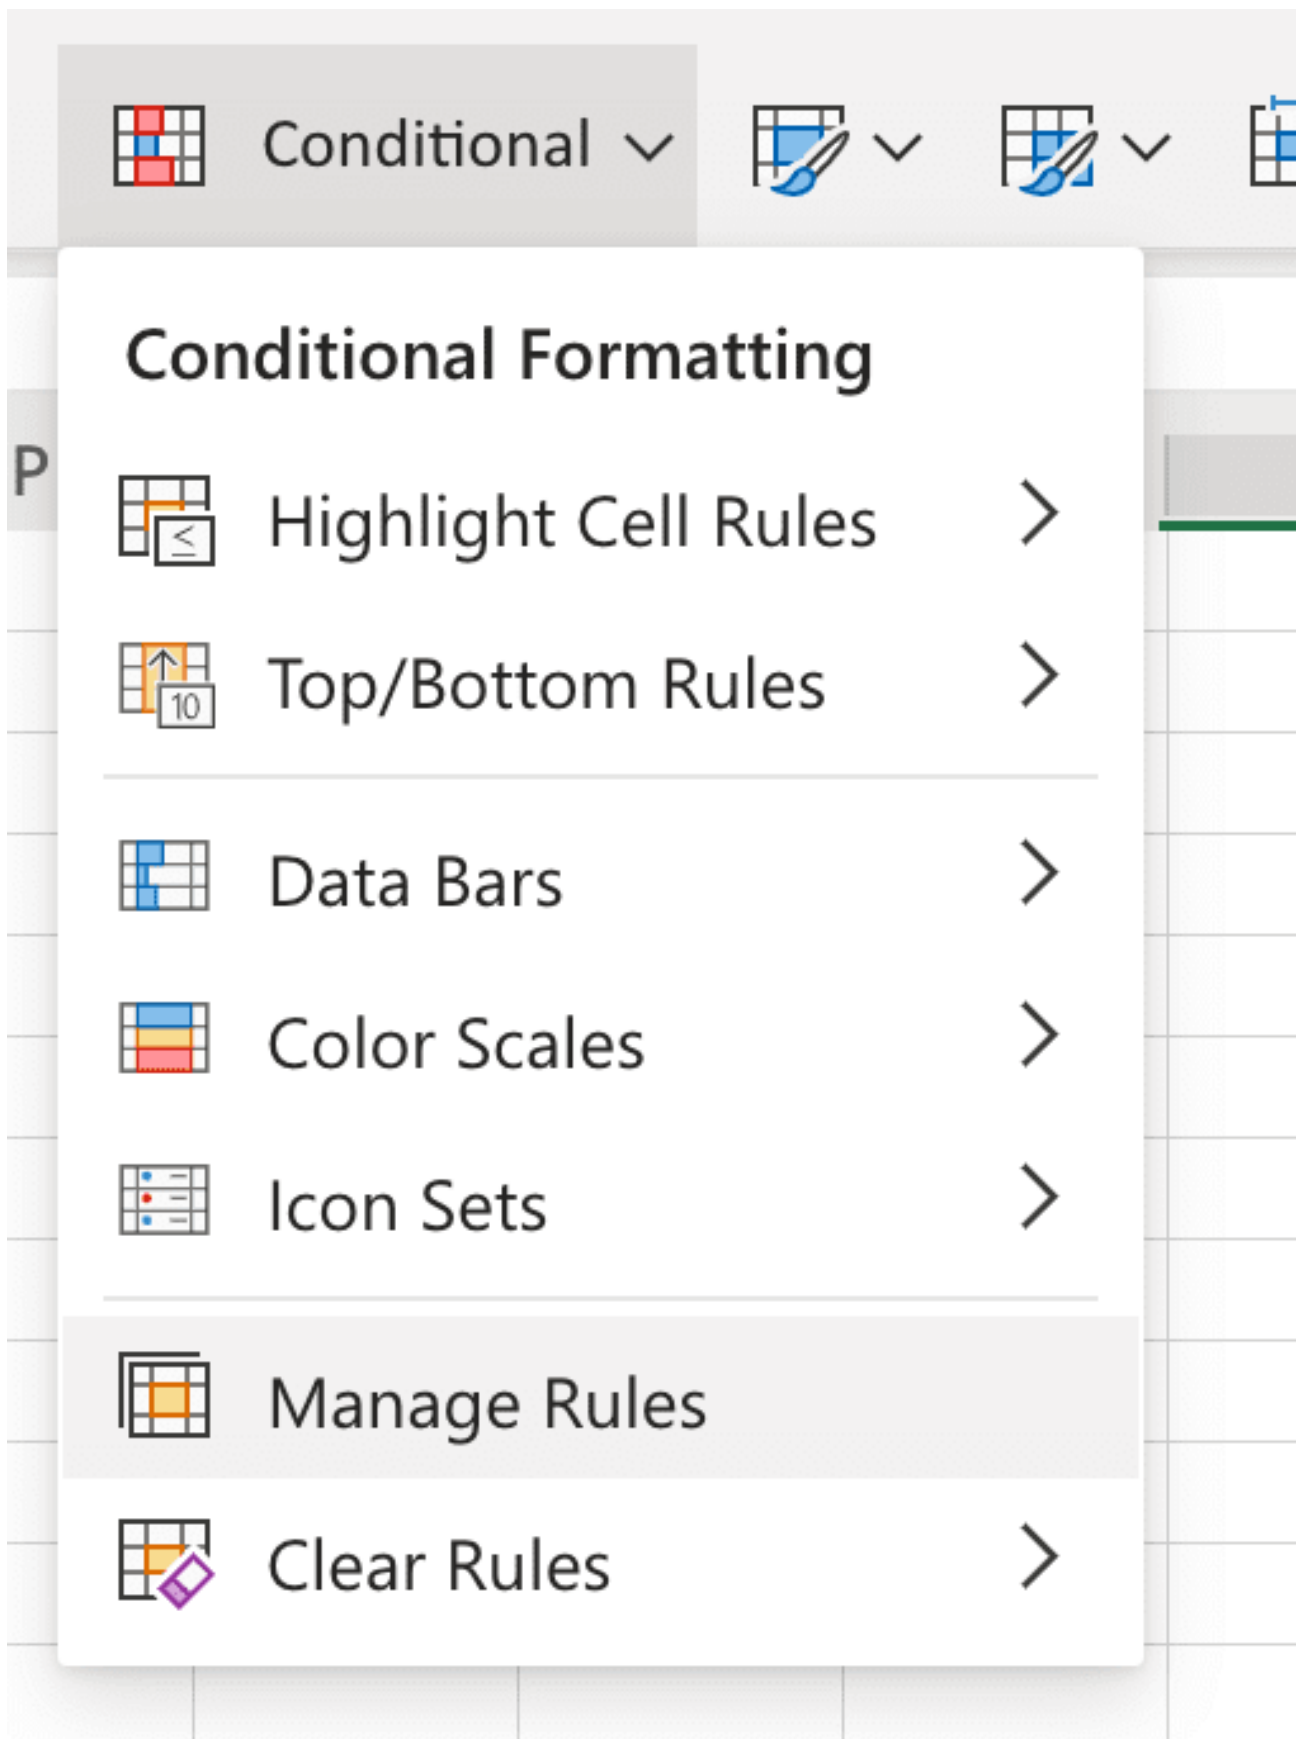 Conditional
Conditional Formatting
P
≤
Highlight Cell Rules
10
Top/Bottom Rules
Data Bars
Color Scales
Icon Sets
Manage Rules
Clear Rules